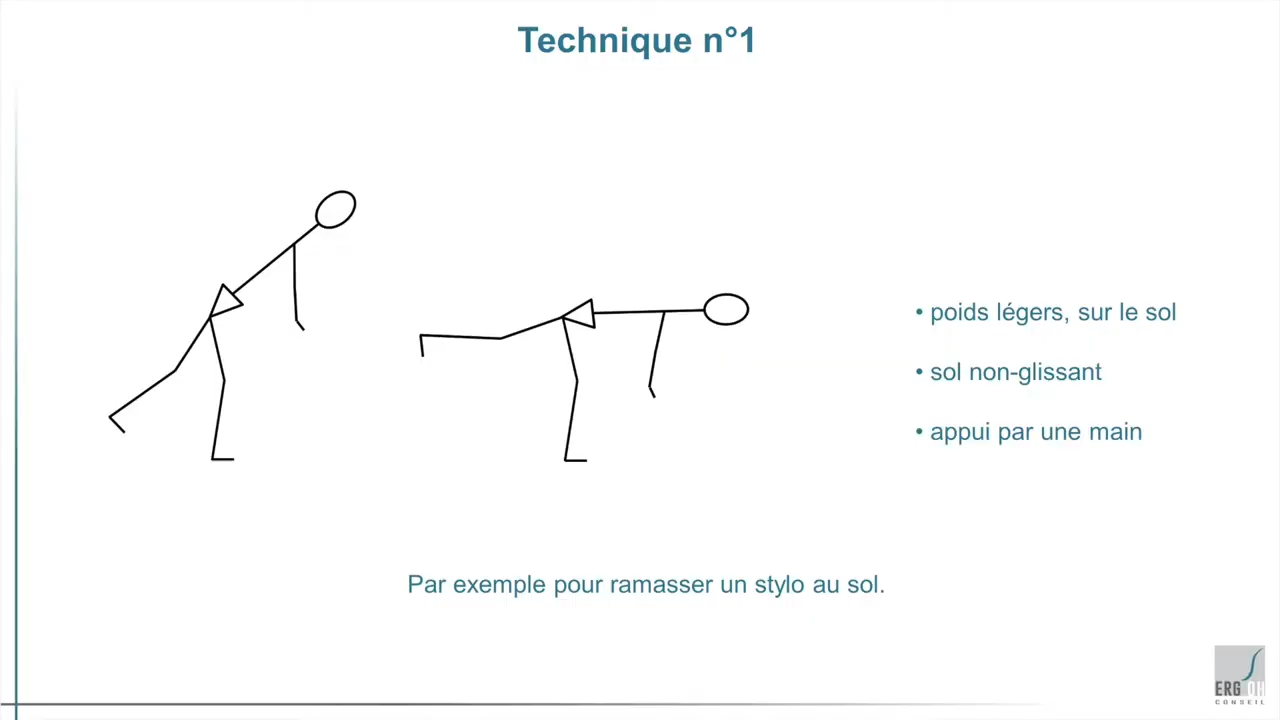 Technique n°1
• poids légers, sur le sol
• sol non-glissant
• appui par une main
Par exemple pour ramasser un stylo au sol.
ERG OH
CONSEIL